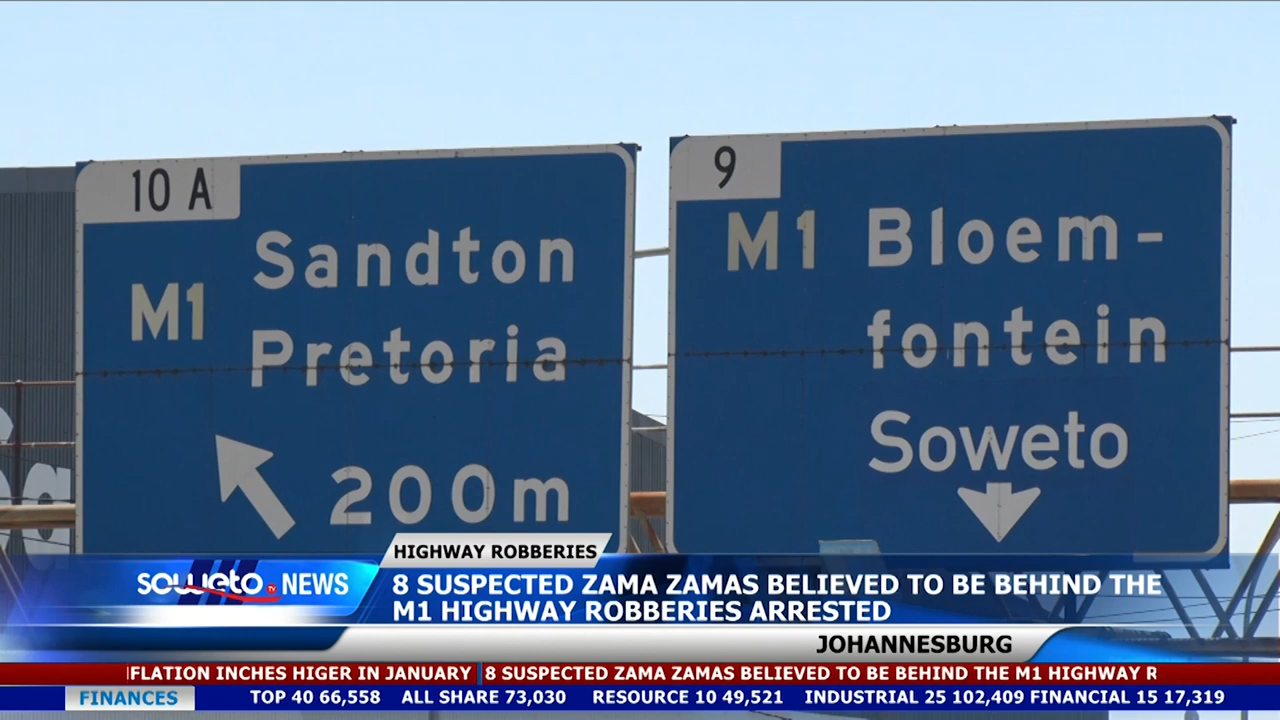 10 A
M1
Sandton
Pretoria
200m
9
M1 Bloem-
fontein
Soweto
HIGHWAY ROBBERIES
soweto tv NEWS
8 SUSPECTED ZAMA ZAMAS BELIEVED TO BE BEHIND THE
M1 HIGHWAY ROBBERIES ARRESTED
JOHANNESBURG
FLATION INCHES HIGER IN JANUARY 8 SUSPECTED ZAMA ZAMAS BELIEVED TO BE BEHIND THE M1 HIGHWAY R
FINANCES TOP 40 66,558 ALL SHARE 73,030 RESOURCE 10 49,521 INDUSTRIAL 25 102,409 FINANCIAL 15 17,319